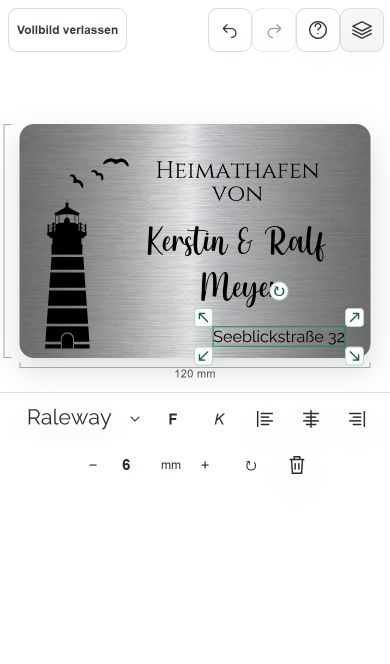 Vollbild verlassen
Heimathafen
von
Kerstin & Ralf
Meyer
Seeblickstraße 32
120 mm
Raleway F K
− 6 mm +